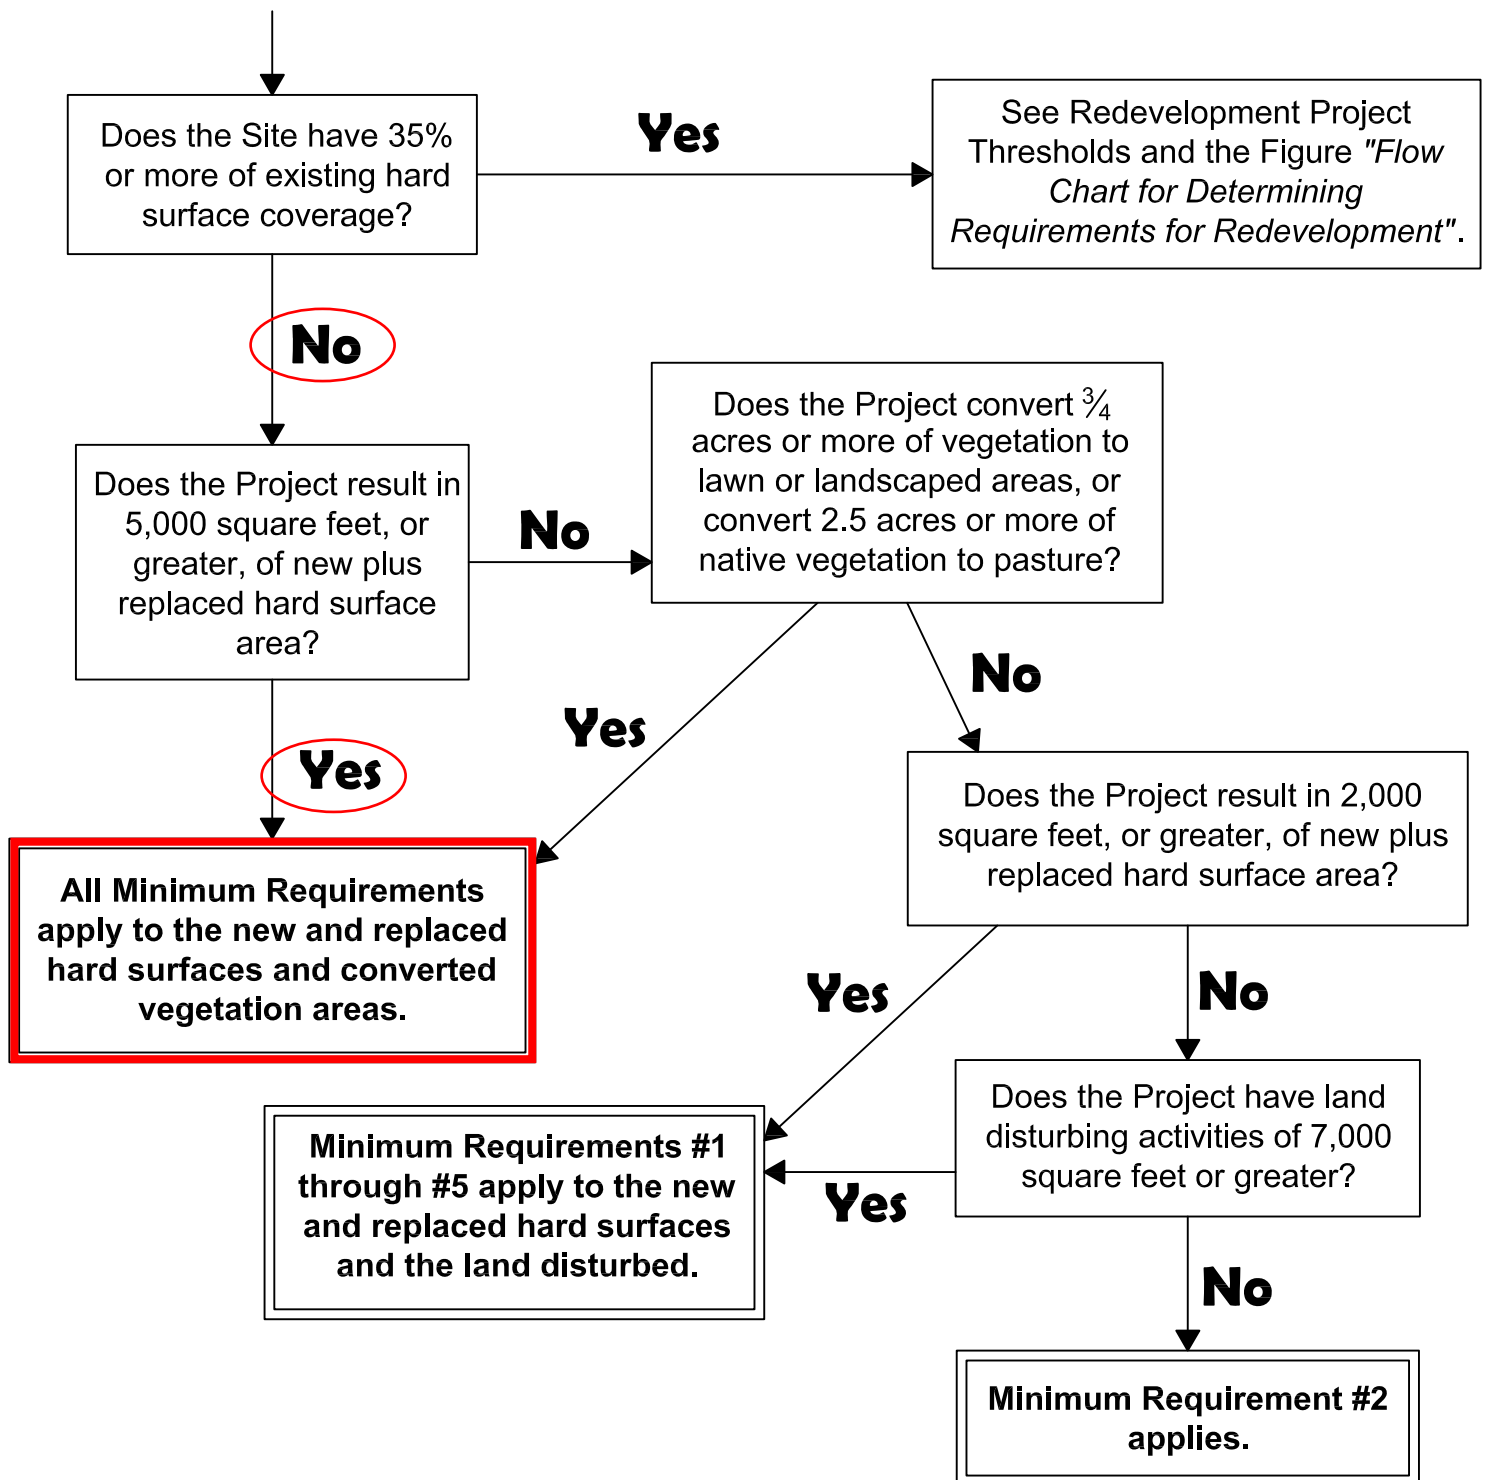 Does the Site have 35%
or more of existing hard
surface coverage?
Yes
See Redevelopment Project
Thresholds and the Figure "Flow
Chart for Determining
Requirements for Redevelopment".
No
Does the Project result in
5,000 square feet, or
greater, of new plus
replaced hard surface
area?
No
Does the Project convert ¾
acres or more of vegetation to
lawn or landscaped areas, or
convert 2.5 acres or more of
native vegetation to pasture?
Yes
Yes
No
All Minimum Requirements
apply to the new and replaced
hard surfaces and converted
vegetation areas.
Does the Project result in 2,000
square feet, or greater, of new plus
replaced hard surface area?
Yes
No
Minimum Requirements #1
through #5 apply to the new
and replaced hard surfaces
and the land disturbed.
Does the Project have land
disturbing activities of 7,000
square feet or greater?
Yes
No
Minimum Requirement #2
applies.